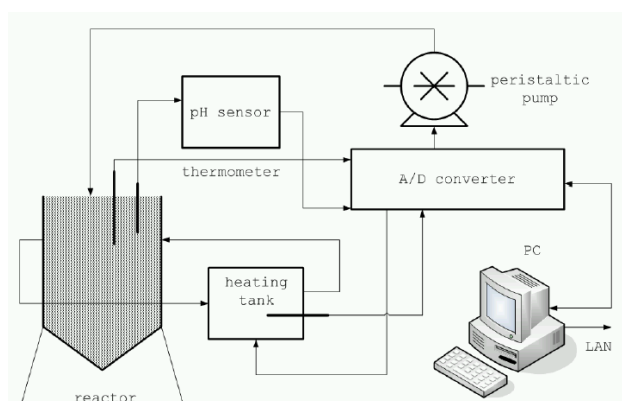 peristaltic
pump
pH sensor
thermometer
A/D converter
PC
heating
tank
LAN
reactor